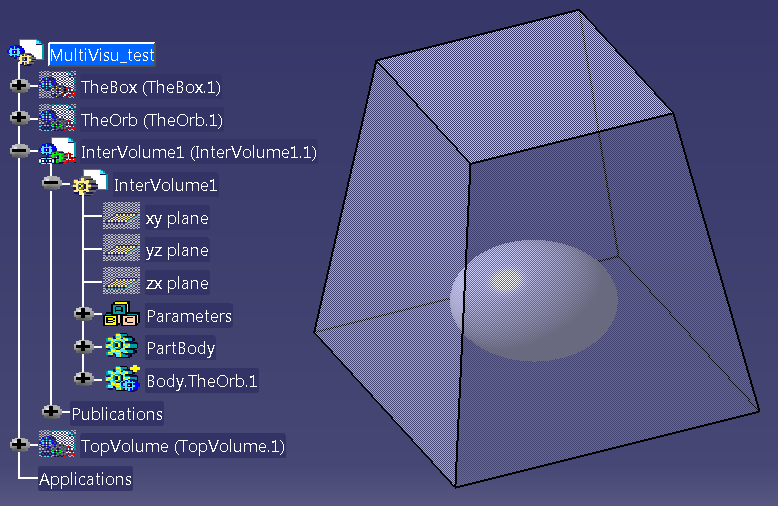 MultiVisu_test
TheBox (TheBox.1)
TheOrb (TheOrb.1)
InterVolume1 (InterVolume1.1)
InterVolume1
xy plane
yz plane
zx plane
Parameters
PartBody
Body.TheOrb.1
Publications
TopVolume (TopVolume.1)
Applications